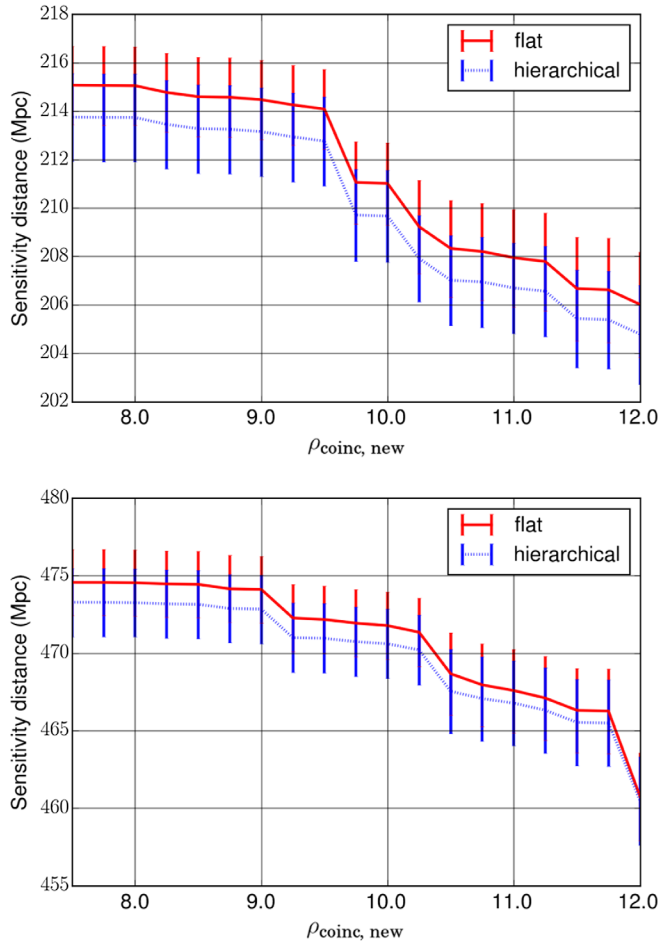 218
216
214
212
210
208
206
204
202
Sensitivity distance (Mpc)
flat
hierarchical
8.0 9.0 10.0 11.0 12.0
ρcoinc, new
480
475
470
465
460
455
Sensitivity distance (Mpc)
flat
hierarchical
8.0 9.0 10.0 11.0 12.0
ρcoinc, new